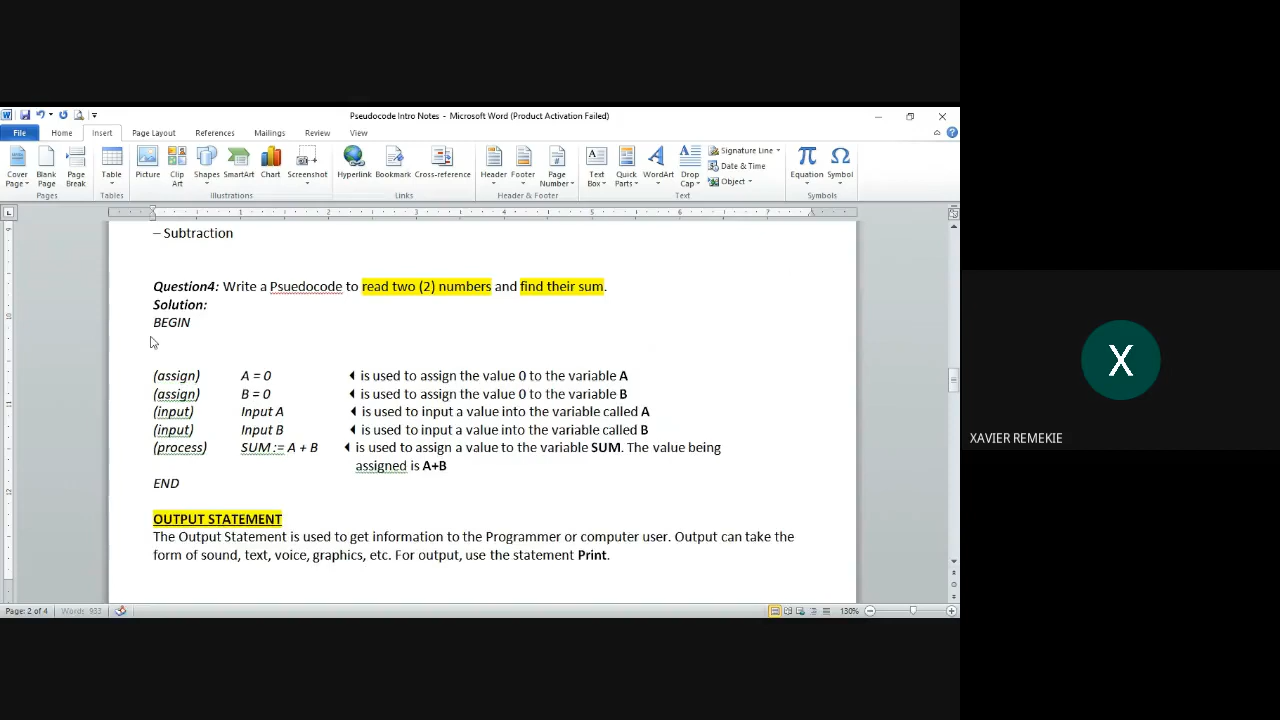 Pseudocode Intro Notes - Microsoft Word (Product Activation Failed)
File Home Insert Page Layout References Mailings Review View
Cover Page Blank Page Page Break Table Picture Clip Art Shapes SmartArt Chart Screenshot Hyperlink Bookmark Cross-reference Header Footer Page Number Text Box Quick Parts WordArt Drop Cap Signature Line Date & Time Object Equation Symbol
Pages Tables Illustrations Links Header & Footer Text Symbols
– Subtraction
Question4: Write a Psuedocode to read two (2) numbers and find their sum.
Solution:
BEGIN
(assign) A = 0 is used to assign the value 0 to the variable A
(assign) B = 0 is used to assign the value 0 to the variable B
(input) Input A is used to input a value into the variable called A
(input) Input B is used to input a value into the variable called B
(process) SUM := A + B is used to assign a value to the variable SUM. The value being
assigned is A+B
END
OUTPUT STATEMENT
The Output Statement is used to get information to the Programmer or computer user. Output can take the
form of sound, text, voice, graphics, etc. For output, use the statement Print.
Page: 2 of 4 Words: 933 130%
X
XAVIER REMEKIE